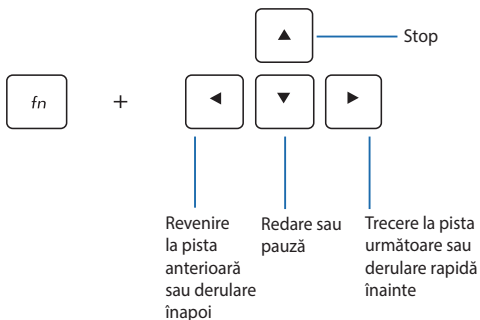 Stop
fn +
Revenire
la pista
anterioară
sau derulare
înapoi
Redare sau
pauză
Trecere la pista
următoare sau
derulare rapidă
înainte